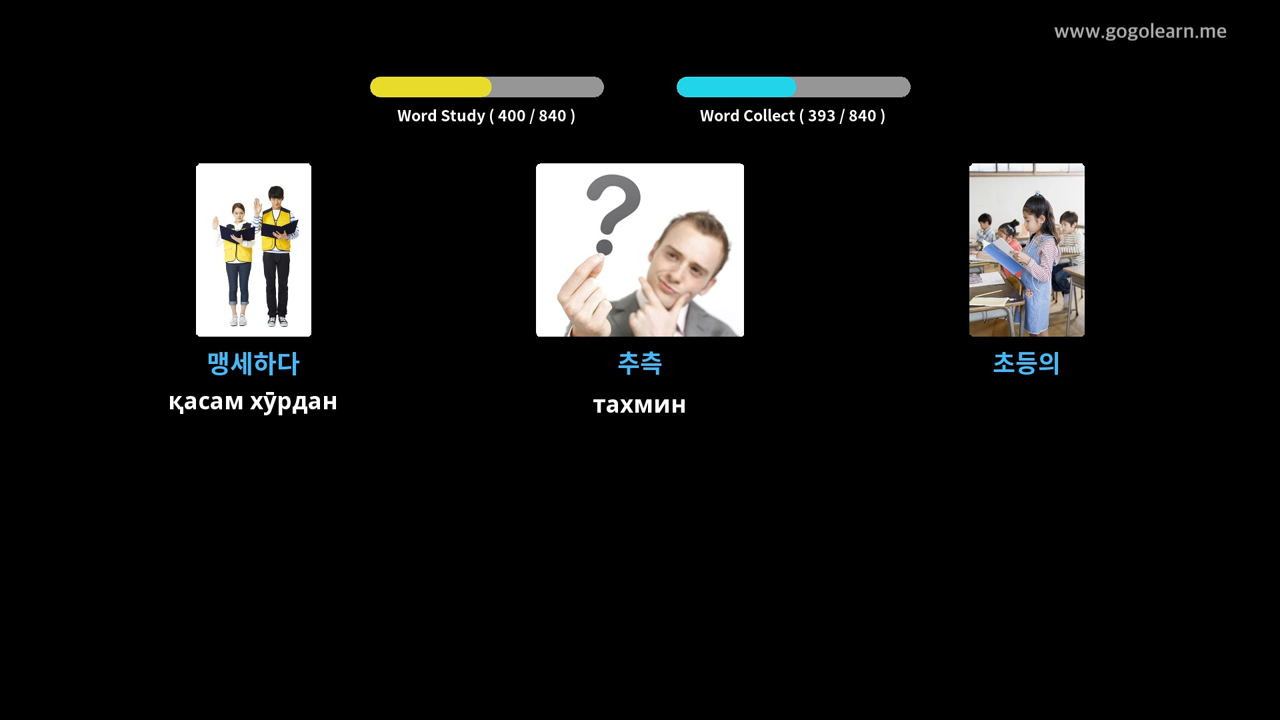 www.gogolearn.me
Word Study ( 400 / 840 )
Word Collect ( 393 / 840 )
맹세하다
추측
초등의
қасам хӯрдан
тахмин